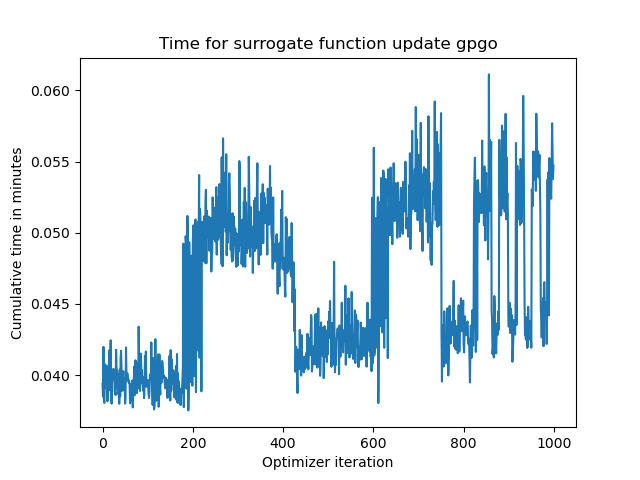 Time for surrogate function update gpgo
0.060
0.055
0.050
0.045
0.040
Cumulative time in minutes
0 200 400 600 800 1000
Optimizer iteration